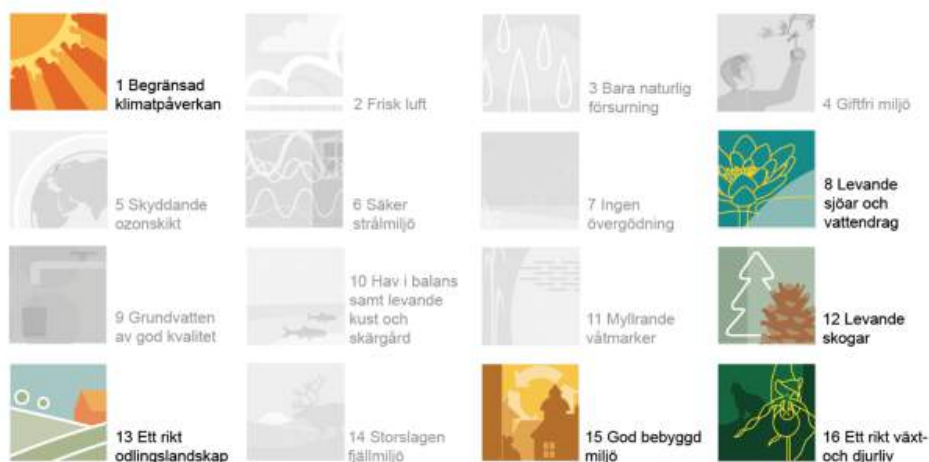 1 Begränsad
klimatpåverkan
2 Frisk luft
3 Bara naturlig
försurning
4 Giftfri miljö
5 Skyddande
ozonskikt
6 Säker
strålmiljö
7 Ingen
övergödning
8 Levande
sjöar och
vattendrag
9 Grundvatten
av god kvalitet
10 Hav i balans
samt levande
kust och
skärgård
11 Myllrande
våtmarker
12 Levande
skogar
13 Ett rikt
odlingslandskap
14 Storslagen
fjällmiljö
15 God bebyggd
miljö
16 Ett rikt växt-
och djurliv